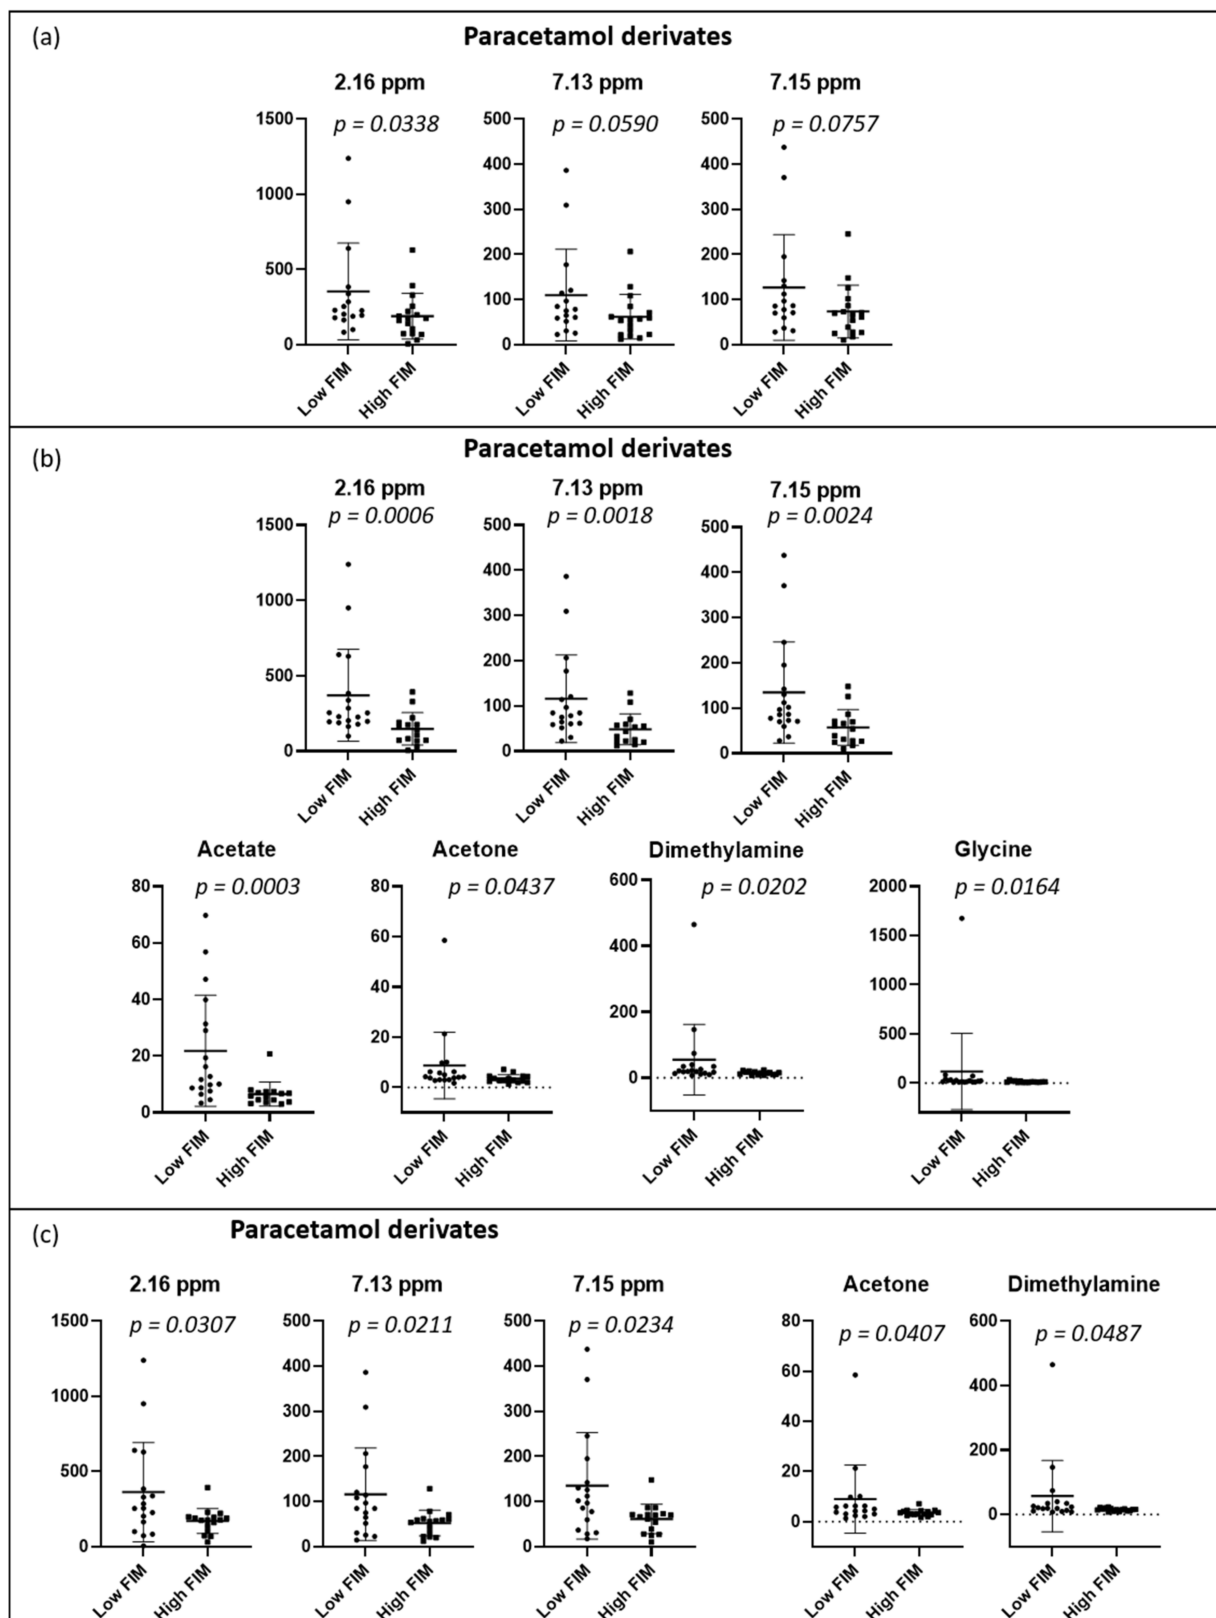 (a)
Paracetamol derivates
2.16 ppm 7.13 ppm 7.15 ppm
p = 0.0338 p = 0.0590 p = 0.0757
1500 1000 500 0
500 400 300 200 100 0
500 400 300 200 100 0
Low FIM High FIM Low FIM High FIM Low FIM High FIM
(b)
Paracetamol derivates
2.16 ppm 7.13 ppm 7.15 ppm
p = 0.0006 p = 0.0018 p = 0.0024
1500 1000 500 0
500 400 300 200 100 0
500 400 300 200 100 0
Low FIM High FIM Low FIM High FIM Low FIM High FIM
Acetate Acetone Dimethylamine Glycine
p = 0.0003 p = 0.0437 p = 0.0202 p = 0.0164
80 60 40 20 0
80 60 40 20 0
600 400 200 0
2000 1500 1000 500 0
Low FIM High FIM Low FIM High FIM Low FIM High FIM Low FIM High FIM
(c)
Paracetamol derivates
2.16 ppm 7.13 ppm 7.15 ppm Acetone Dimethylamine
p = 0.0307 p = 0.0211 p = 0.0234 p = 0.0407 p = 0.0487
1500 1000 500 0
500 400 300 200 100 0
500 400 300 200 100 0
80 60 40 20 0
600 400 200 0
Low FIM High FIM Low FIM High FIM Low FIM High FIM Low FIM High FIM Low FIM High FIM